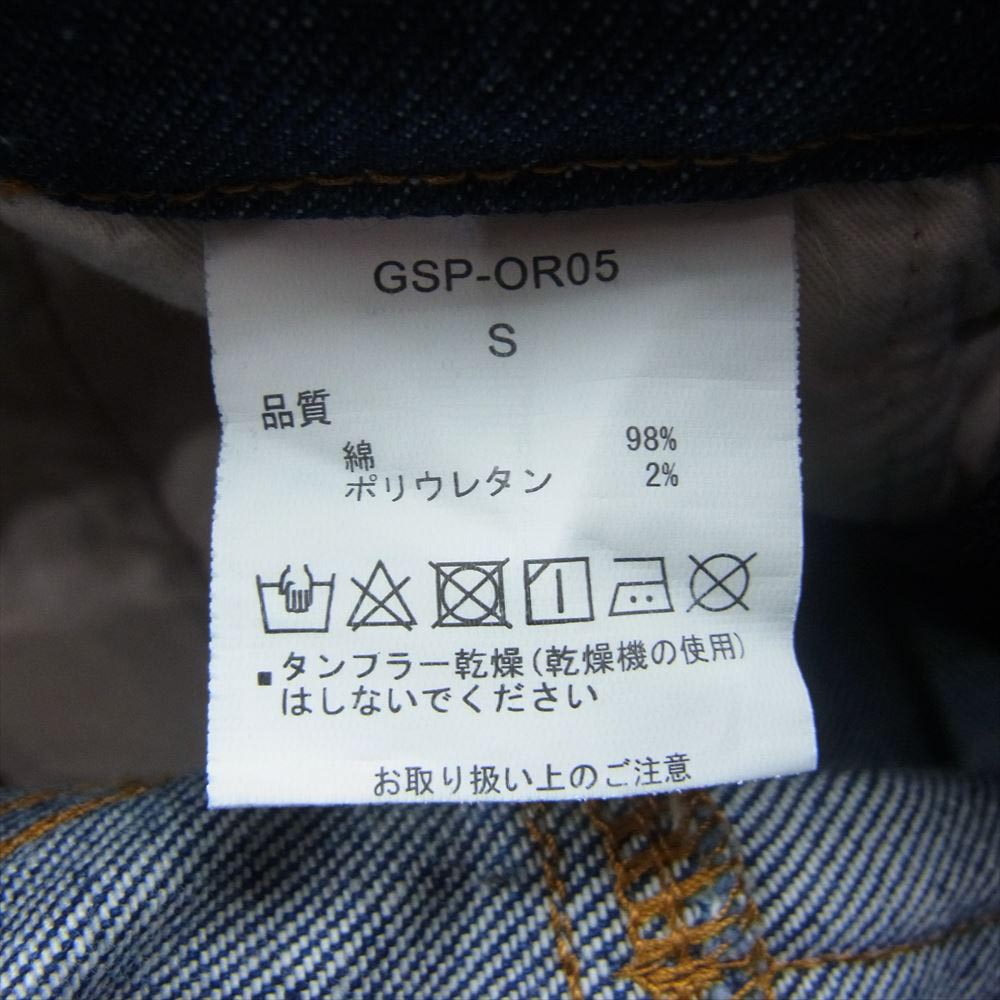 GSP-OR05
S
品質
綿 98%
ポリウレタン 2%
▪タンブラー乾燥(乾燥機の使用)
はしないでください
お取り扱い上のご注意